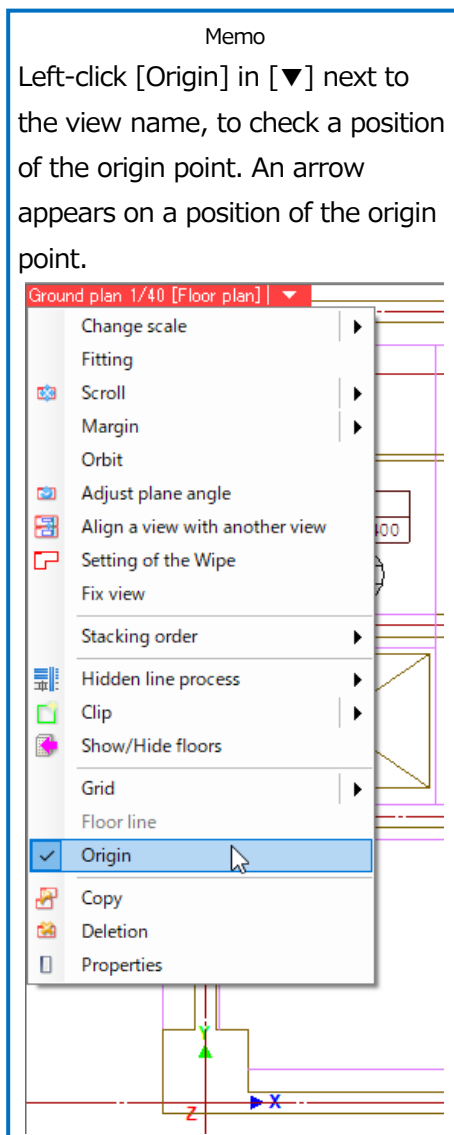 Memo
Left-click [Origin] in [▼] next to
the view name, to check a position
of the origin point. An arrow
appears on a position of the origin
point.
Ground plan 1/40 [Floor plan] ▼
Change scale
Fitting
Scroll
Margin
Orbit
Adjust plane angle
Align a view with another view
400
Setting of the Wipe
Fix view
Stacking order
Hidden line process
Clip
Show/Hide floors
Grid
Floor line
Origin
Copy
Deletion
Properties
Y
X
Z